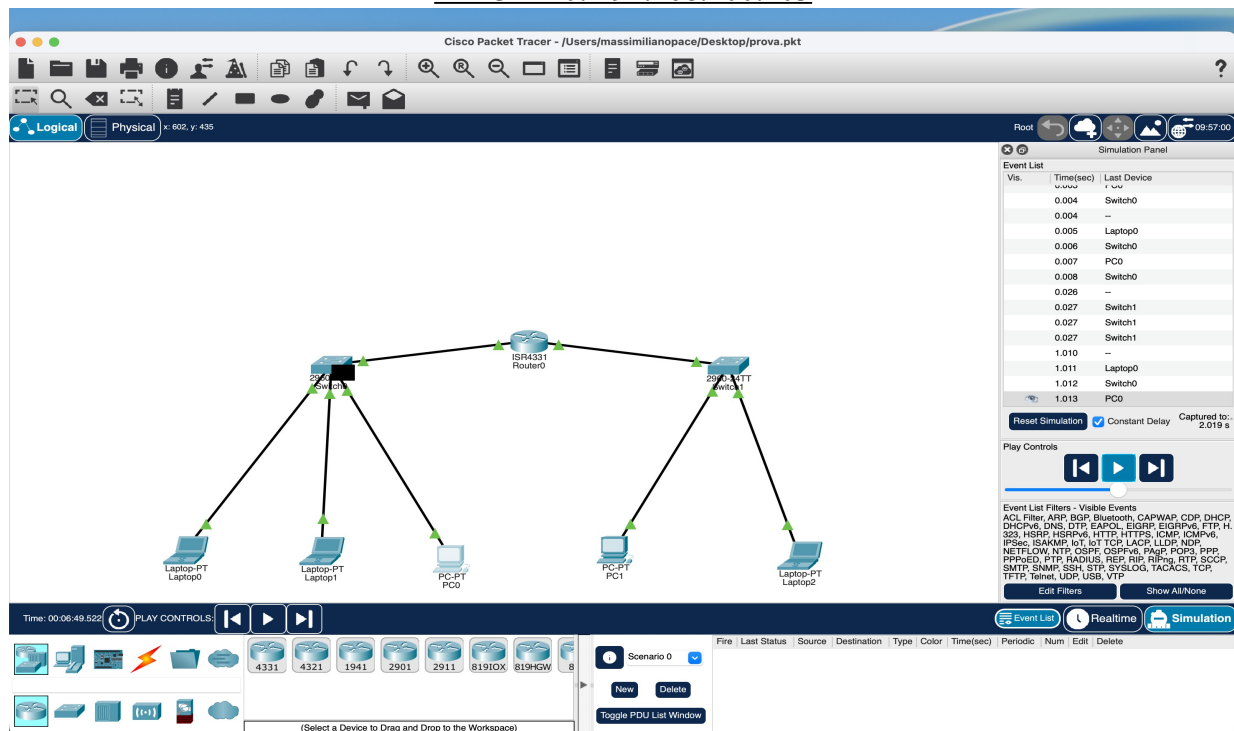 Cisco Packet Tracer - /Users/massimilianopace/Desktop/prova.pkt
?
Logical Physical x: 602, y: 435 Root 09:57:00
Simulation Panel
Event List
Vis. Time(sec) Last Device
0.003 PC0
0.004 Switch0
0.004 --
0.005 Laptop0
0.006 Switch0
0.007 PC0
0.008 Switch0
0.026 --
0.027 Switch1
0.027 Switch1
0.027 Switch1
1.010 --
1.011 Laptop0
1.012 Switch0
1.013 PC0
Reset Simulation Constant Delay Captured to:
2.019 s
Play Controls
Event List Filters - Visible Events
ACL Filter, ARP, BGP, Bluetooth, CAPWAP, CDP, DHCP,
DHCPv6, DNS, DTP, EAPOL, EIGRP, EIGRPv6, FTP, H.
323, HSRP, HSRPv6, HTTP, HTTPS, ICMP, ICMPv6,
IPSec, ISAKMP, IoT, IoT TCP, LACP, LLDP, NDP,
NETFLOW, NTP, OSPF, OSPFv6, PAgP, POP3, PPP,
PPPoED, PTP, RADIUS, REP, RIP, RIPng, RTP, SCCP,
SMTP, SNMP, SSH, STP, SYSLOG, TACACS, TCP,
TFTP, Telnet, UDP, USB, VTP
Edit Filters Show All/None
ISR4331
Router0
2960-24TT
Switch1
Laptop-PT
Laptop0
Laptop-PT
Laptop1
PC-PT
PC0
PC-PT
PC1
Laptop-PT
Laptop2
Time: 00:06:49.522 PLAY CONTROLS: Event List Realtime Simulation
4331 4321 1941 2901 2911 819IOX 819HGW 8
(Select a Device to Drag and Drop to the Workspace)
Scenario 0
New Delete
Toggle PDU List Window
Fire Last Status Source Destination Type Color Time(sec) Periodic Num Edit Delete